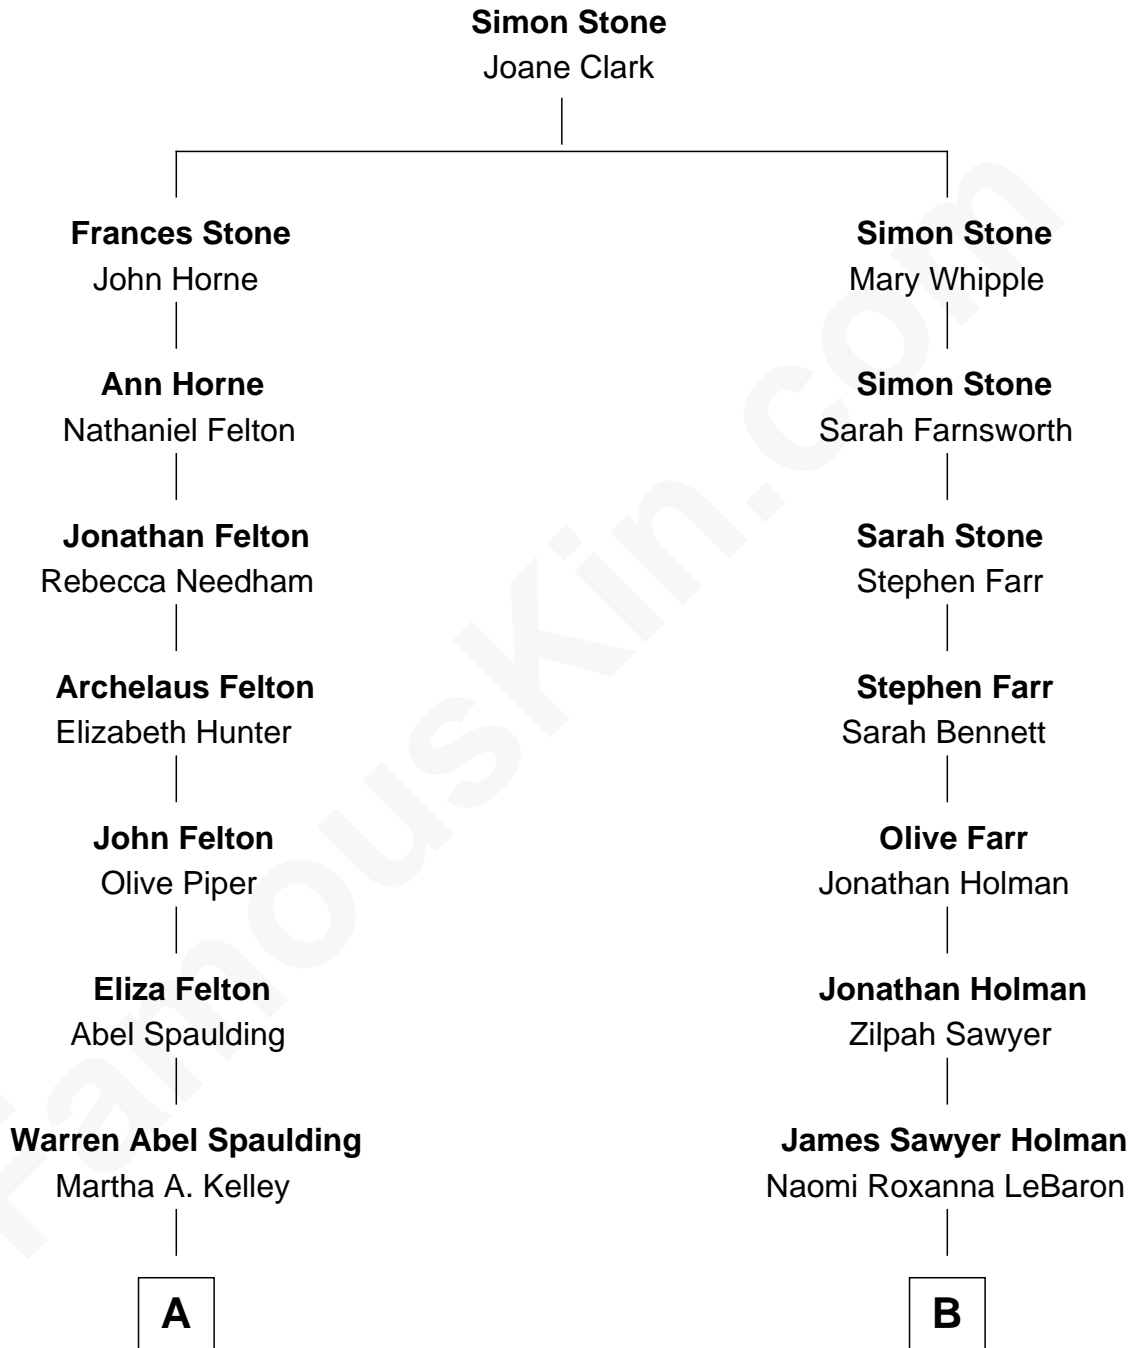 Simon Stone
Joane Clark
Frances Stone
John Horne
Ann Horne
Nathaniel Felton
Jonathan Felton
Rebecca Needham
Archelaus Felton
Elizabeth Hunter
John Felton
Olive Piper
Eliza Felton
Abel Spaulding
Warren Abel Spaulding
Martha A. Kelley
A
Simon Stone
Mary Whipple
Simon Stone
Sarah Farnsworth
Sarah Stone
Stephen Farr
Stephen Farr
Sarah Bennett
Olive Farr
Jonathan Holman
Jonathan Holman
Zilpah Sawyer
James Sawyer Holman
Naomi Roxanna LeBaron
B
FamousKin.com